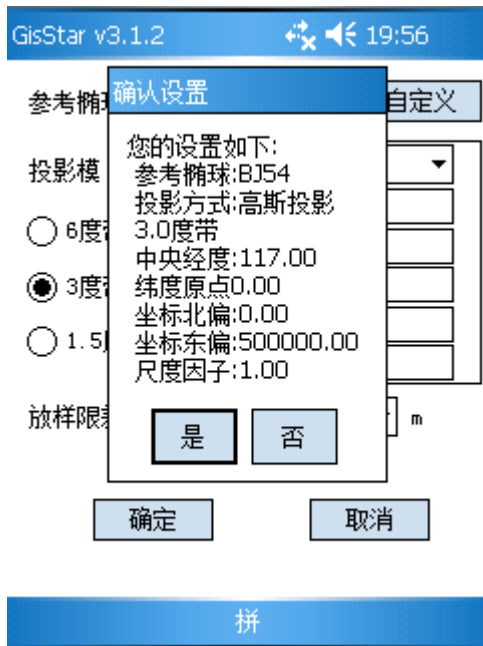 GisStar v3.1.2 19:56
确认设置
参考椭 自定义
您的设置如下:
参考椭球:BJ54
投影方式:高斯投影
3.0度带
中央经度:117.00
纬度原点0.00
坐标北偏:0.00
坐标东偏:500000.00
尺度因子:1.00
是 否
投影模
6度
3度
1.5
放样限 m
确定 取消
拼